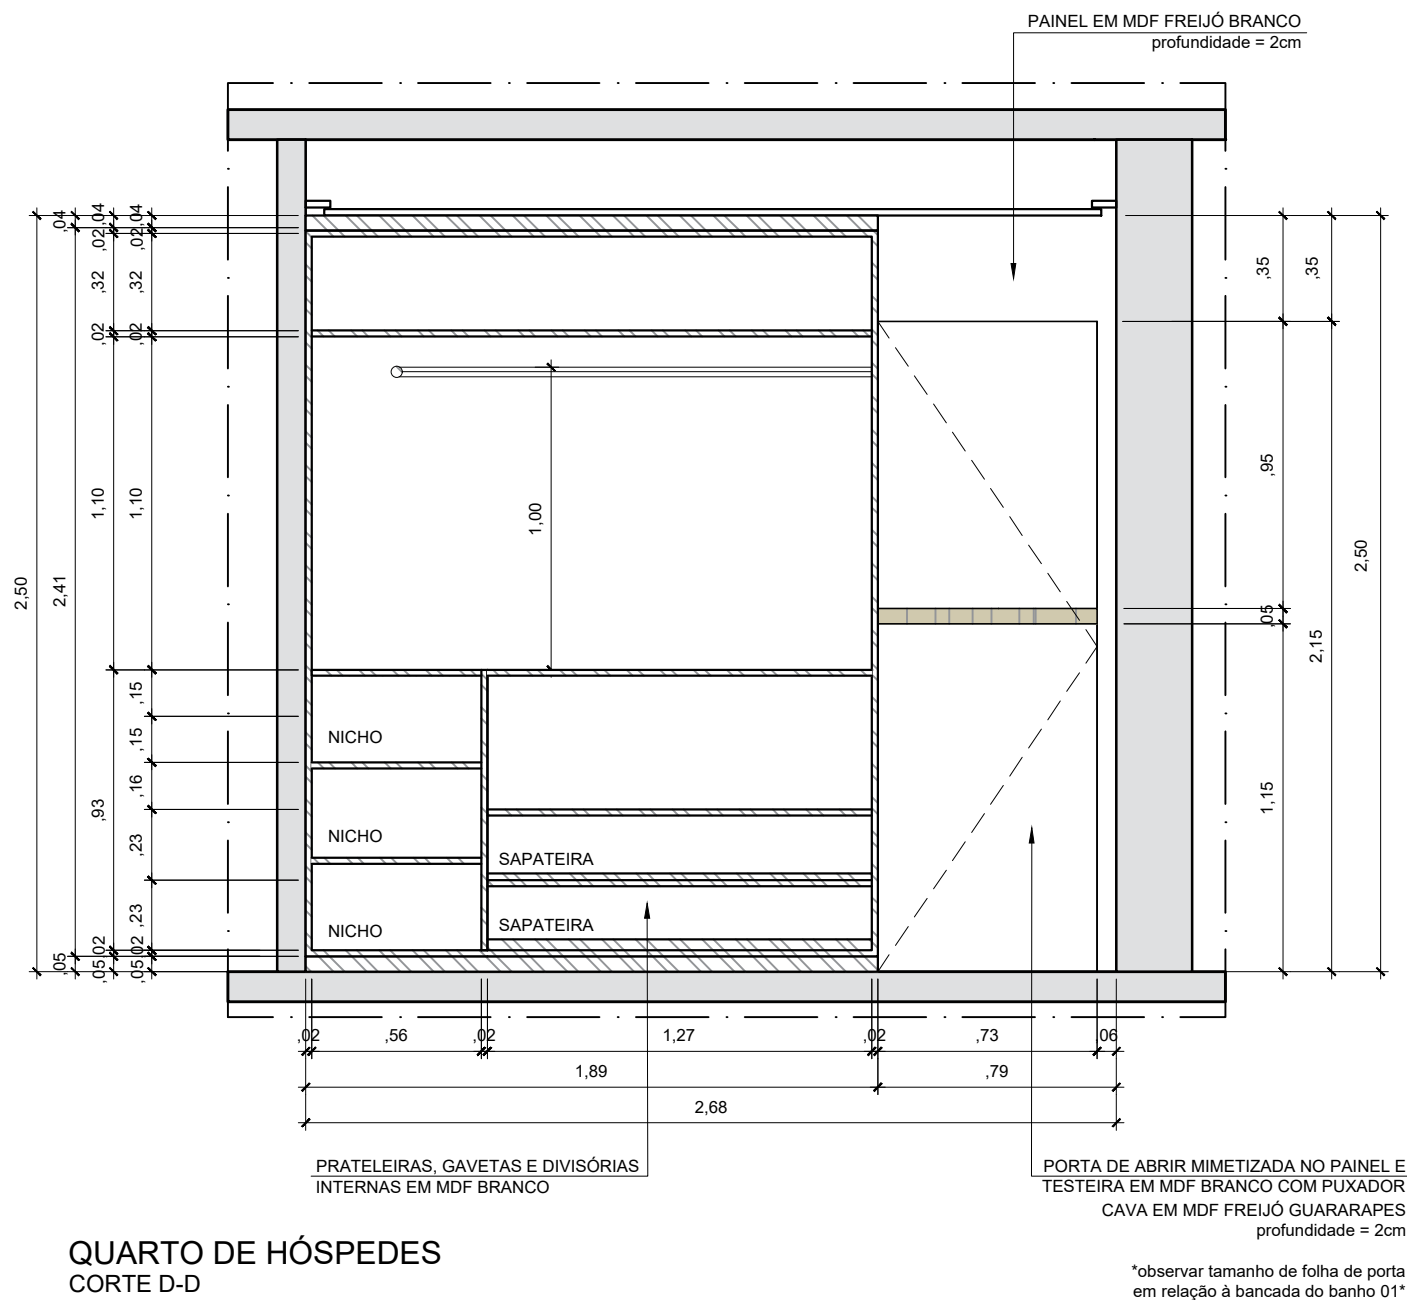 PAINEL EM MDF FREIJÓ BRANCO
profundidade = 2cm
,04
,04
,04
,02
,02
,32
,32
,35
,35
,02
,02
1,10
1,10
1,00
,95
2,50
2,41
2,50
,05
2,15
,15
,15
NICHO
,16
,93
1,15
NICHO
,23
SAPATEIRA
,23
NICHO
SAPATEIRA
,02
,02
,05
,05
,05
,02
,56
,02
1,27
,02
,73
,06
1,89
,79
2,68
PRATELEIRAS, GAVETAS E DIVISÓRIAS
INTERNAS EM MDF BRANCO
PORTA DE ABRIR MIMETIZADA NO PAINEL E
TESTEIRA EM MDF BRANCO COM PUXADOR
CAVA EM MDF FREIJÓ GUARARAPES
profundidade = 2cm
QUARTO DE HÓSPEDES
CORTE D-D
*observar tamanho de folha de porta
em relação à bancada do banho 01*